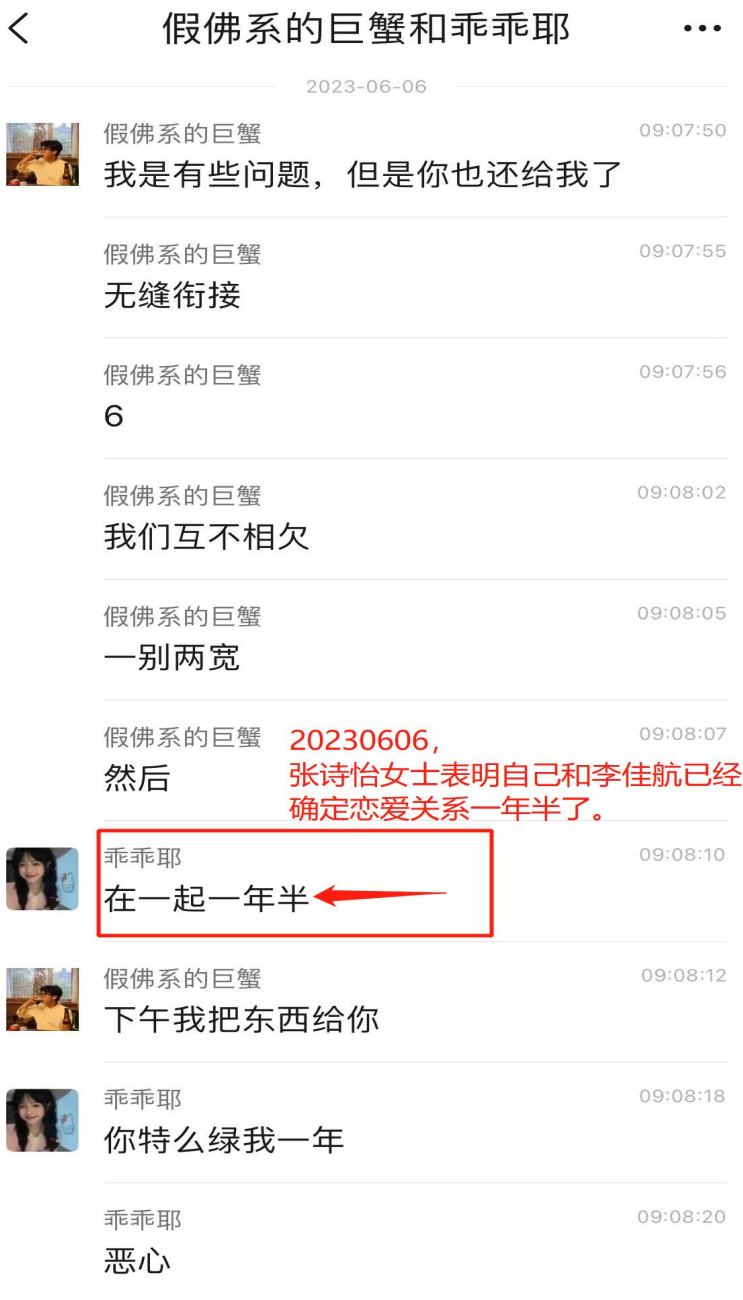 假佛系的巨蟹和乖乖耶
2023-06-06
假佛系的巨蟹 09:07:50
我是有些问题，但是你也还给我了
假佛系的巨蟹 09:07:55
无缝衔接
假佛系的巨蟹 09:07:56
6
假佛系的巨蟹 09:08:02
我们互不相欠
假佛系的巨蟹 09:08:05
一别两宽
假佛系的巨蟹 09:08:07
然后
20230606，
张诗怡女士表明自己和李佳航已经
确定恋爱关系一年半了。
乖乖耶 09:08:10
在一起一年半
假佛系的巨蟹 09:08:12
下午我把东西给你
乖乖耶 09:08:18
你特么绿我一年
乖乖耶 09:08:20
恶心